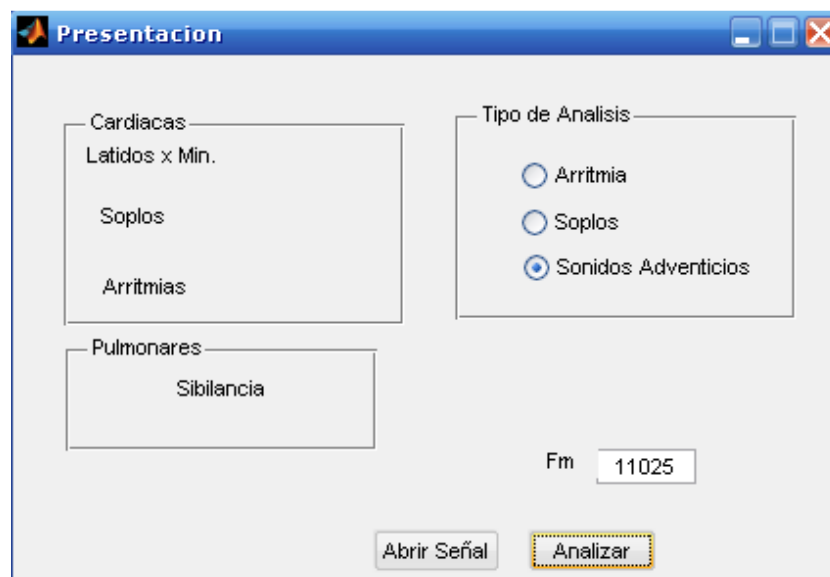 Presentacion
Cardiacas
Latidos x Min.
Soplos
Arritmias
Pulmonares
Sibilancia
Tipo de Analisis
Arritmia
Soplos
Sonidos Adventicios
Fm 11025
Abrir Señal Analizar